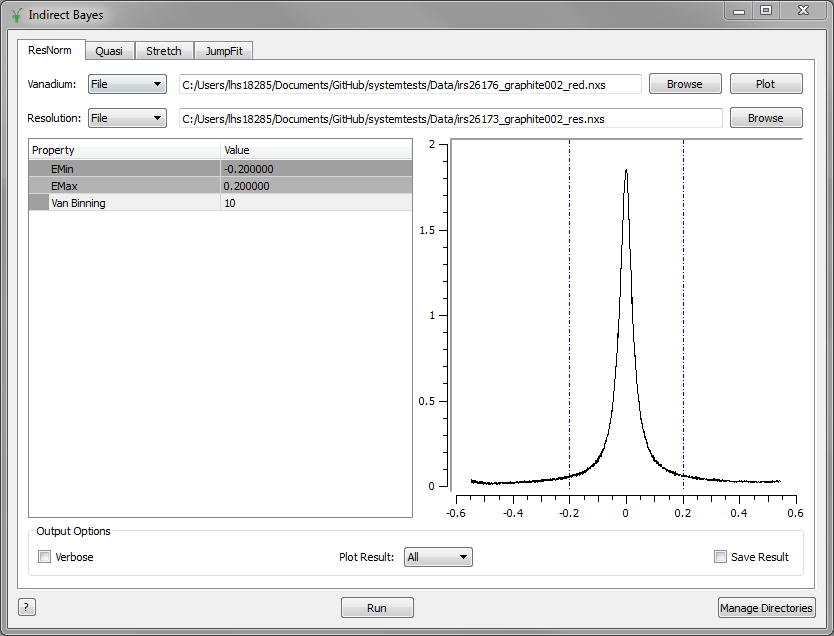 Indirect Bayes
ResNorm Quasi Stretch JumpFit
Vanadium: File C:/Users/lhs18285/Documents/GitHub/systemtests/Data/irs26176_graphite002_red.nxs Browse Plot
Resolution: File C:/Users/lhs18285/Documents/GitHub/systemtests/Data/irs26173_graphite002_res.nxs Browse
Property Value
EMin -0.200000
EMax 0.200000
Van Binning 10
2
1.5
1
0.5
0
-0.6 -0.4 -0.2 0 0.2 0.4 0.6
Output Options
Verbose Plot Result: All Save Result
? Run Manage Directories